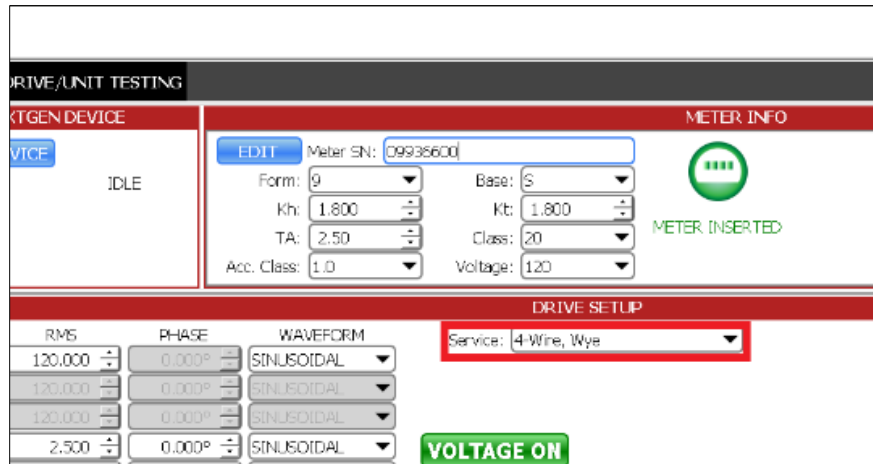 DRIVE/UNIT TESTING
XTGEN DEVICE METER INFO
VICE EDIT Meter SN: 09936600
IDLE Form: 9 Base: S
Kh: 1.800 Kt: 1.800
METER INSERTED
TA: 2.50 Class: 20
Acc. Class: 1.0 Voltage: 120
DRIVE SETUP
RMS PHASE WAVEFORM Service: 4-Wire, Wye
120.000 0.000° SINUSOIDAL
120.000 0.000° SINUSOIDAL
120.000 0.000° SINUSOIDAL
2.500 0.000° SINUSOIDAL VOLTAGE ON